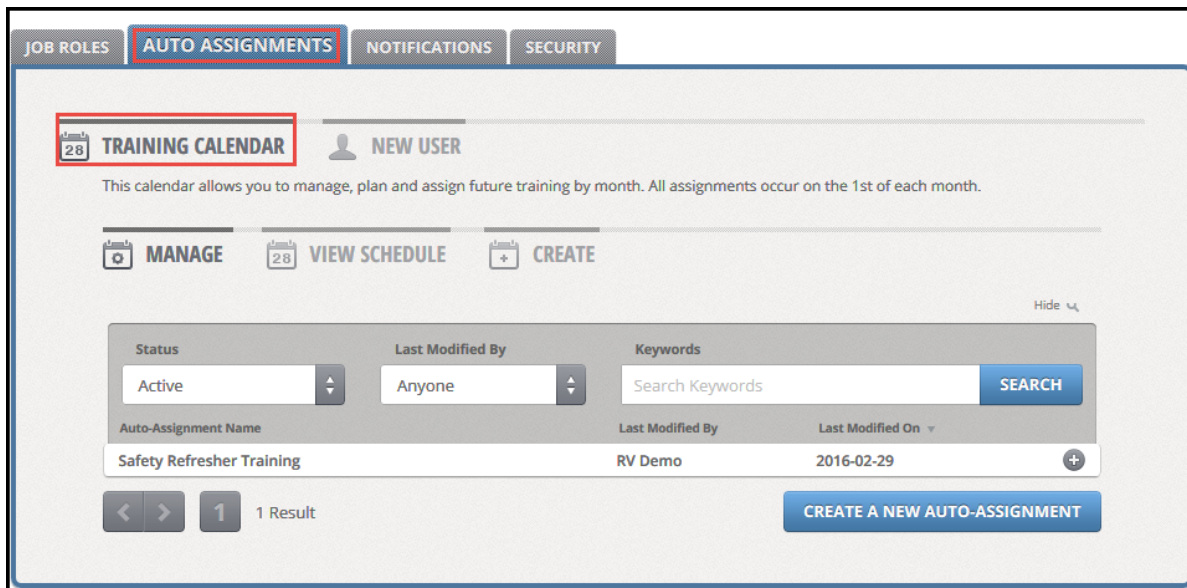 JOB ROLES AUTO ASSIGNMENTS NOTIFICATIONS SECURITY
28 TRAINING CALENDAR NEW USER
This calendar allows you to manage, plan and assign future training by month. All assignments occur on the 1st of each month.
MANAGE 28 VIEW SCHEDULE CREATE
Hide
Status Last Modified By Keywords
Active Anyone Search Keywords SEARCH
Auto-Assignment Name Last Modified By Last Modified On
Safety Refresher Training RV Demo 2016-02-29
1 1 Result CREATE A NEW AUTO-ASSIGNMENT